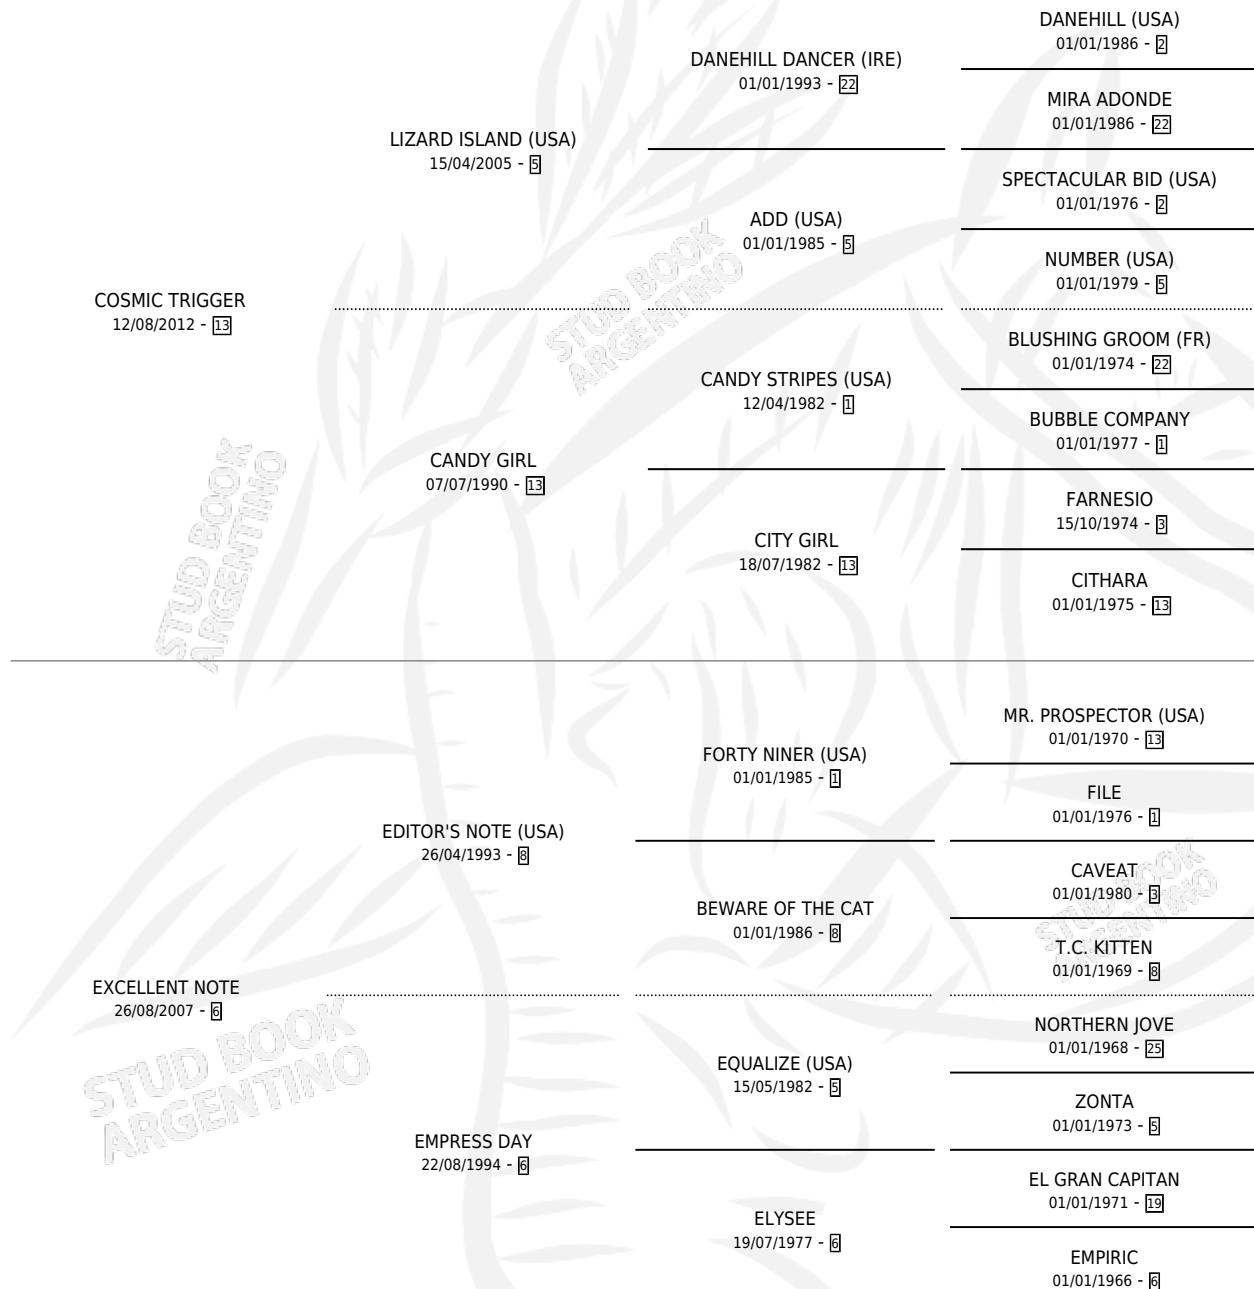 DANEHILL (USA)
01/01/1986 - 2
DANEHILL DANCER (IRE)
01/01/1993 - 22
MIRA ADONDE
01/01/1986 - 22
LIZARD ISLAND (USA)
15/04/2005 - 5
SPECTACULAR BID (USA)
01/01/1976 - 2
ADD (USA)
01/01/1985 - 5
NUMBER (USA)
01/01/1979 - 5
COSMIC TRIGGER
12/08/2012 - 13
BLUSHING GROOM (FR)
01/01/1974 - 22
CANDY STRIPES (USA)
12/04/1982 - 1
BUBBLE COMPANY
01/01/1977 - 1
CANDY GIRL
07/07/1990 - 13
FARNESIO
15/10/1974 - 3
CITY GIRL
18/07/1982 - 13
CITHARA
01/01/1975 - 13
MR. PROSPECTOR (USA)
01/01/1970 - 13
FORTY NINER (USA)
01/01/1985 - 1
FILE
01/01/1976 - 1
EDITOR'S NOTE (USA)
26/04/1993 - 8
CAVEAT
01/01/1980 - 3
BEWARE OF THE CAT
01/01/1986 - 8
T.C. KITTEN
01/01/1969 - 8
EXCELLENT NOTE
26/08/2007 - 6
NORTHERN JOVE
01/01/1968 - 25
EQUALIZE (USA)
15/05/1982 - 5
ZONTA
01/01/1973 - 5
EMPRESS DAY
22/08/1994 - 6
EL GRAN CAPITAN
01/01/1971 - 19
ELYSEE
19/07/1977 - 6
EMPIRIC
01/01/1966 - 6
STUD BOOK
ARGENTINO
STUD BOOK
ARGENTINO
STUD BOOK
ARGENTINO
STUD BOOK
ARGENTINO